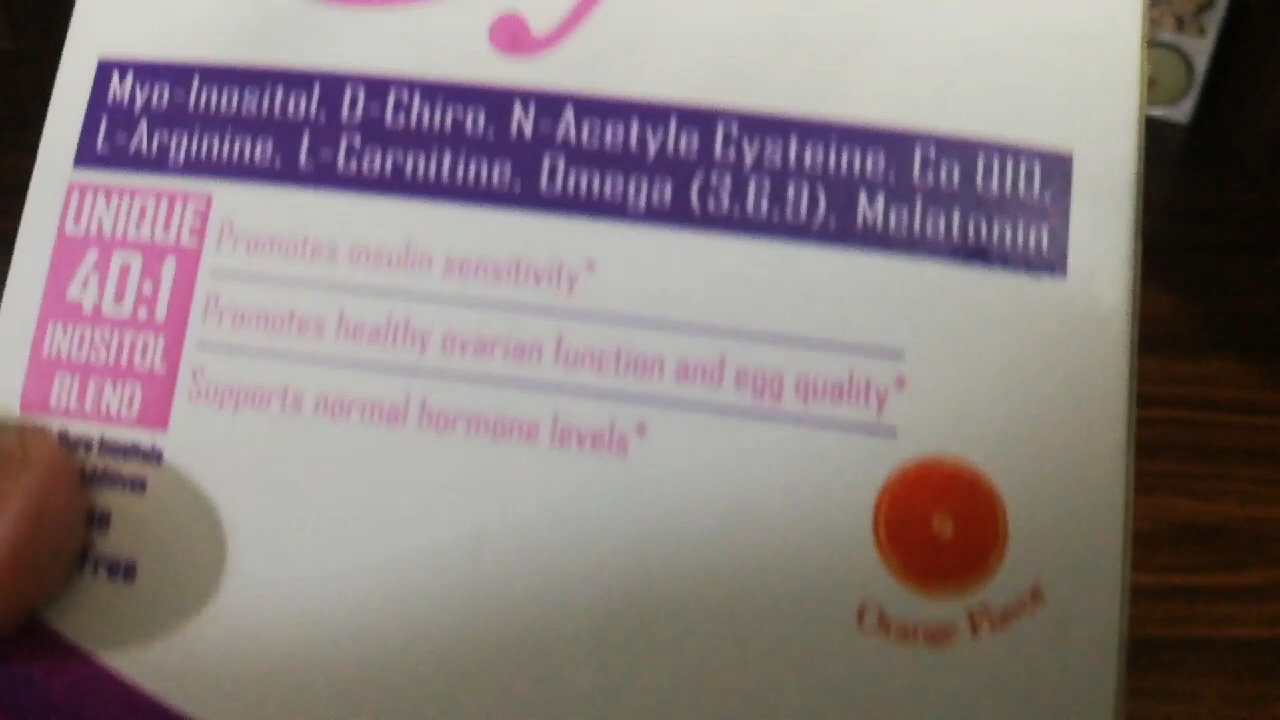 Myo-Inositol, D-Chiro, N-Acetyle Cysteine, Co Q10,
L-Arginine, L-Carnitine, Omega (3.6.9), Melatonin
UNIQUE
40:1
INOSITOL
BLEND
Promotes insulin sensitivity*
Promotes healthy ovarian function and egg quality*
Supports normal hormone levels*
Orange Flavor